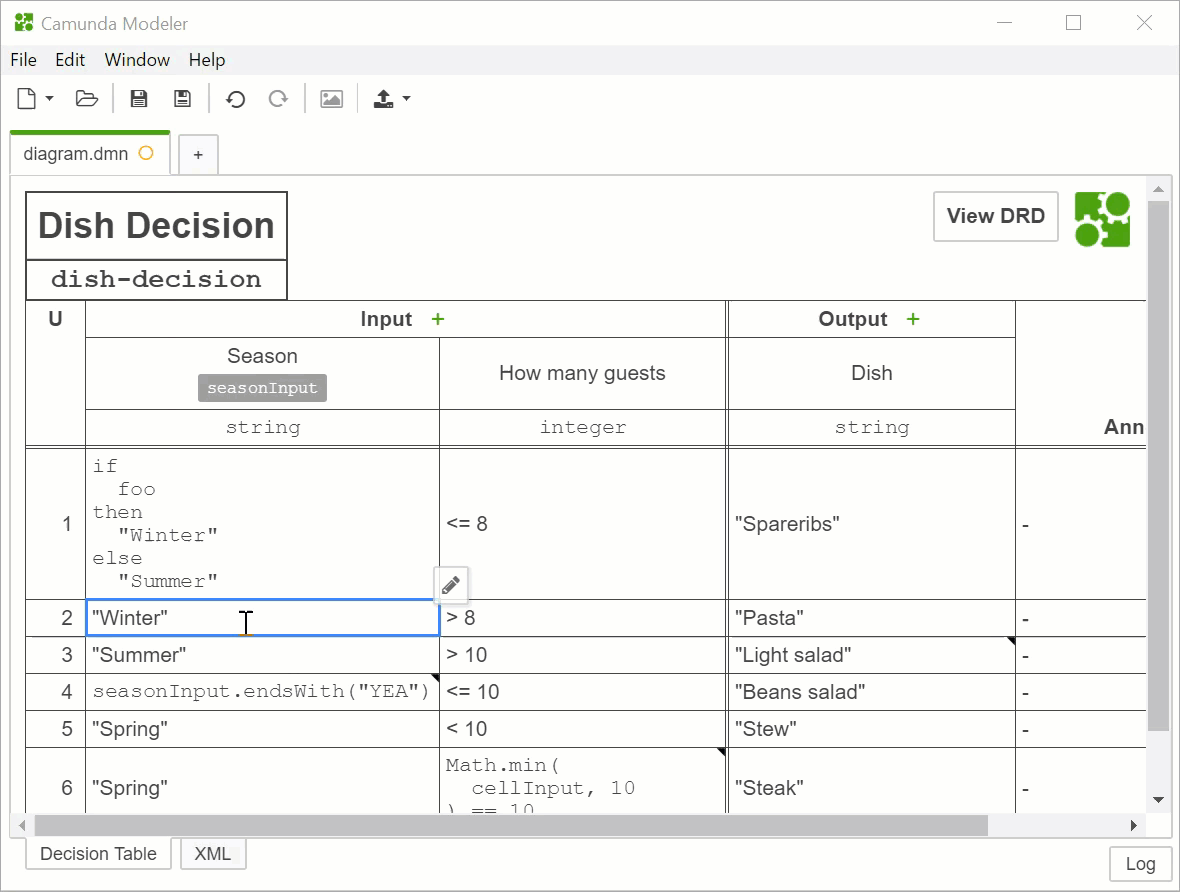 Camunda Modeler
File Edit Window Help
diagram.dmn +
Dish Decision
dish-decision
View DRD
U Input + Output +
Season
seasonInput
How many guests
Dish
string integer string
Ann
if
foo
then
"Winter"
else
"Summer"
1 <= 8 "Spareribs" -
2 "Winter" > 8 "Pasta" -
3 "Summer" > 10 "Light salad" -
4 seasonInput.endsWith("YEA") <= 10 "Beans salad" -
5 "Spring" < 10 "Stew" -
Math.min(
6 "Spring" cellInput, 10 "Steak" -
) == 10
Decision Table XML
Log